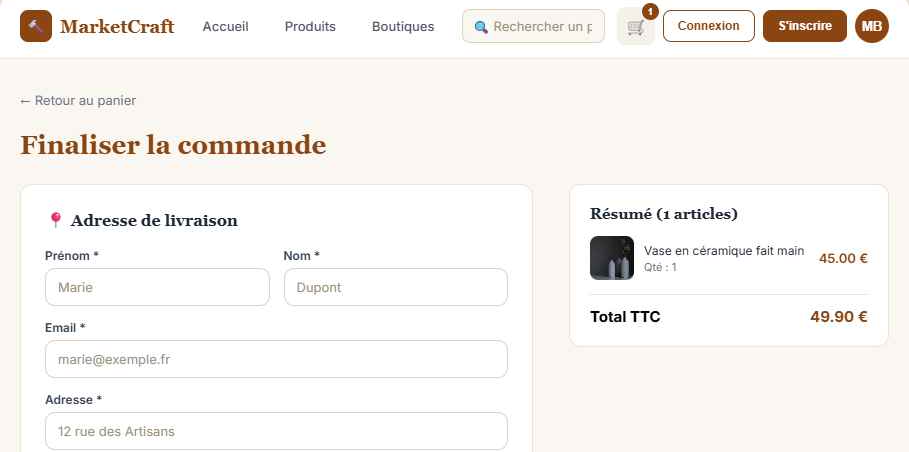 MarketCraft
Accueil
Produits
Boutiques
Rechercher un p
1
Connexion
S'inscrire
MB
← Retour au panier
Finaliser la commande
Adresse de livraison
Prénom *
Nom *
Marie
Dupont
Email *
marie@exemple.fr
Adresse *
12 rue des Artisans
Résumé (1 articles)
Vase en céramique fait main
45.00 €
Qté : 1
Total TTC
49.90 €